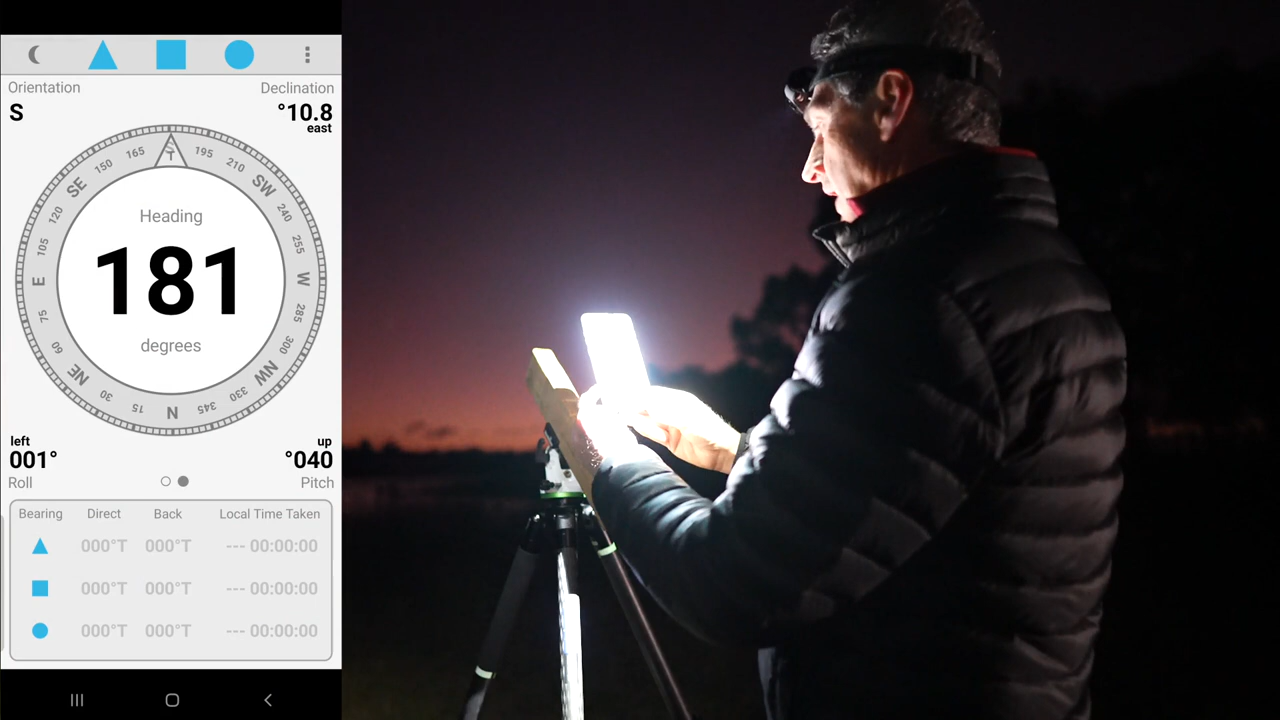 Orientation
Declination
S
°10.8
east
S
195
210
SW
240
255
W
285
300
NW
330
345
N
15
30
NE
60
75
E
105
120
SE
150
165
Heading
181
degrees
left
001°
up
°040
Roll
Pitch
Bearing Direct Back Local Time Taken
000°T 000°T --- 00:00:00
000°T 000°T --- 00:00:00
000°T 000°T --- 00:00:00